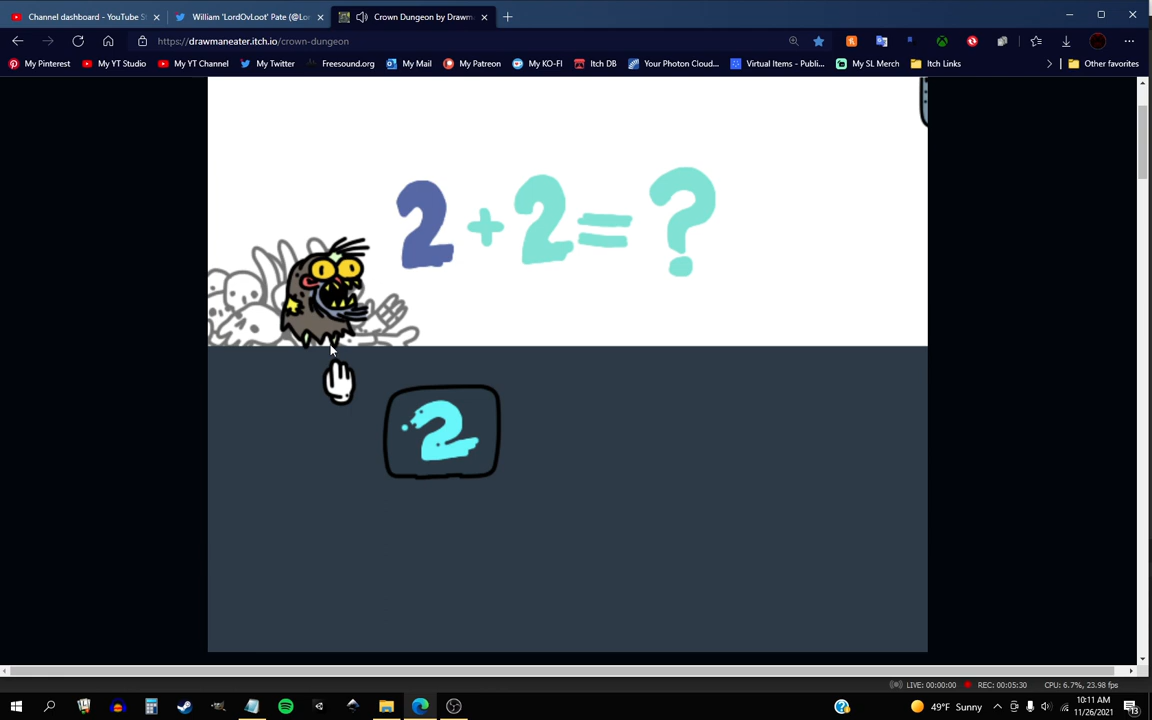 Channel dashboard - YouTube S
William 'LordOvLoot' Pate (@Lo
Crown Dungeon by Drawm
https://drawmaneater.itch.io/crown-dungeon
My Pinterest
My YT Studio
My YT Channel
My Twitter
Freesound.org
My Mail
My Patreon
My KO-FI
Itch DB
Your Photon Cloud...
Virtual Items - Publi...
My SL Merch
Itch Links
Other favorites
2 + 2 = ?
2
LIVE: 00:00:00
REC: 00:05:30
CPU: 6.7%, 23.98 fps
49°F Sunny
10:11 AM
11/26/2021
13